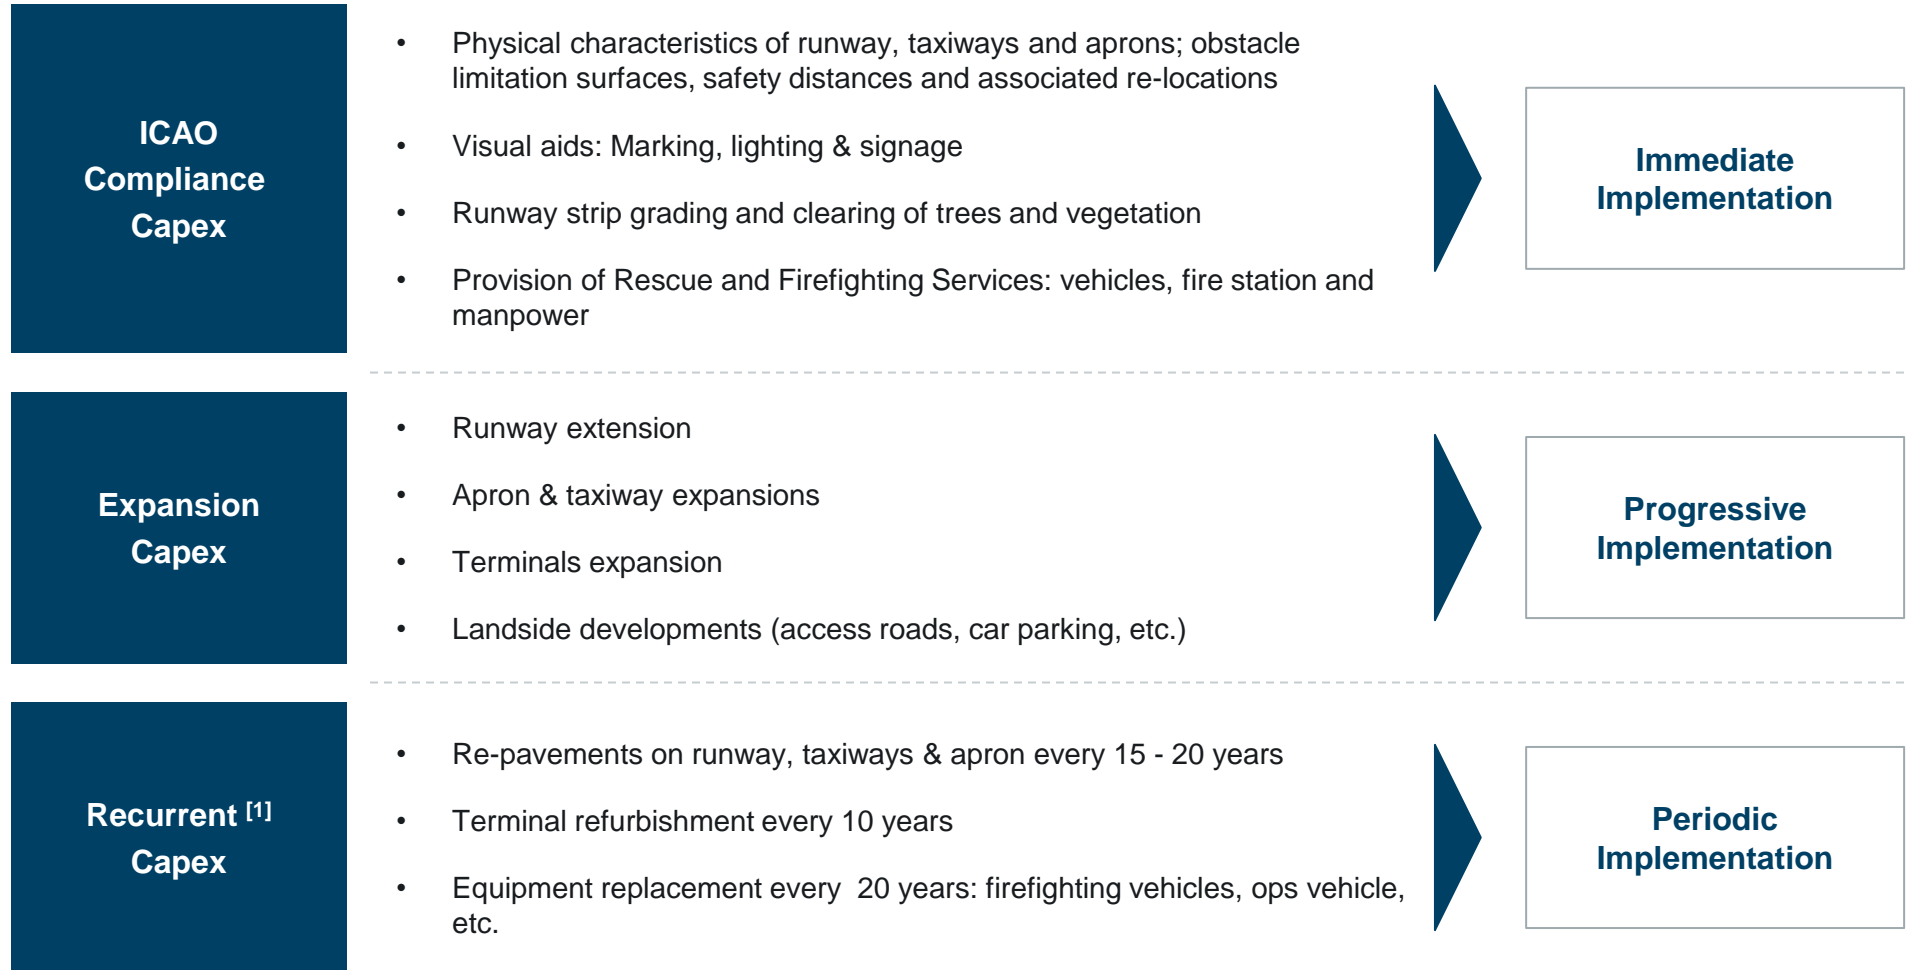 ICAO
Compliance
Capex
• Physical characteristics of runway, taxiways and aprons; obstacle
limitation surfaces, safety distances and associated re-locations
• Visual aids: Marking, lighting & signage
• Runway strip grading and clearing of trees and vegetation
• Provision of Rescue and Firefighting Services: vehicles, fire station and
manpower
Immediate
Implementation
Expansion
Capex
• Runway extension
• Apron & taxiway expansions
• Terminals expansion
• Landside developments (access roads, car parking, etc.)
Progressive
Implementation
Recurrent [1]
Capex
• Re-pavements on runway, taxiways & apron every 15 - 20 years
• Terminal refurbishment every 10 years
• Equipment replacement every  20 years: firefighting vehicles, ops vehicle,
etc.
Periodic
Implementation